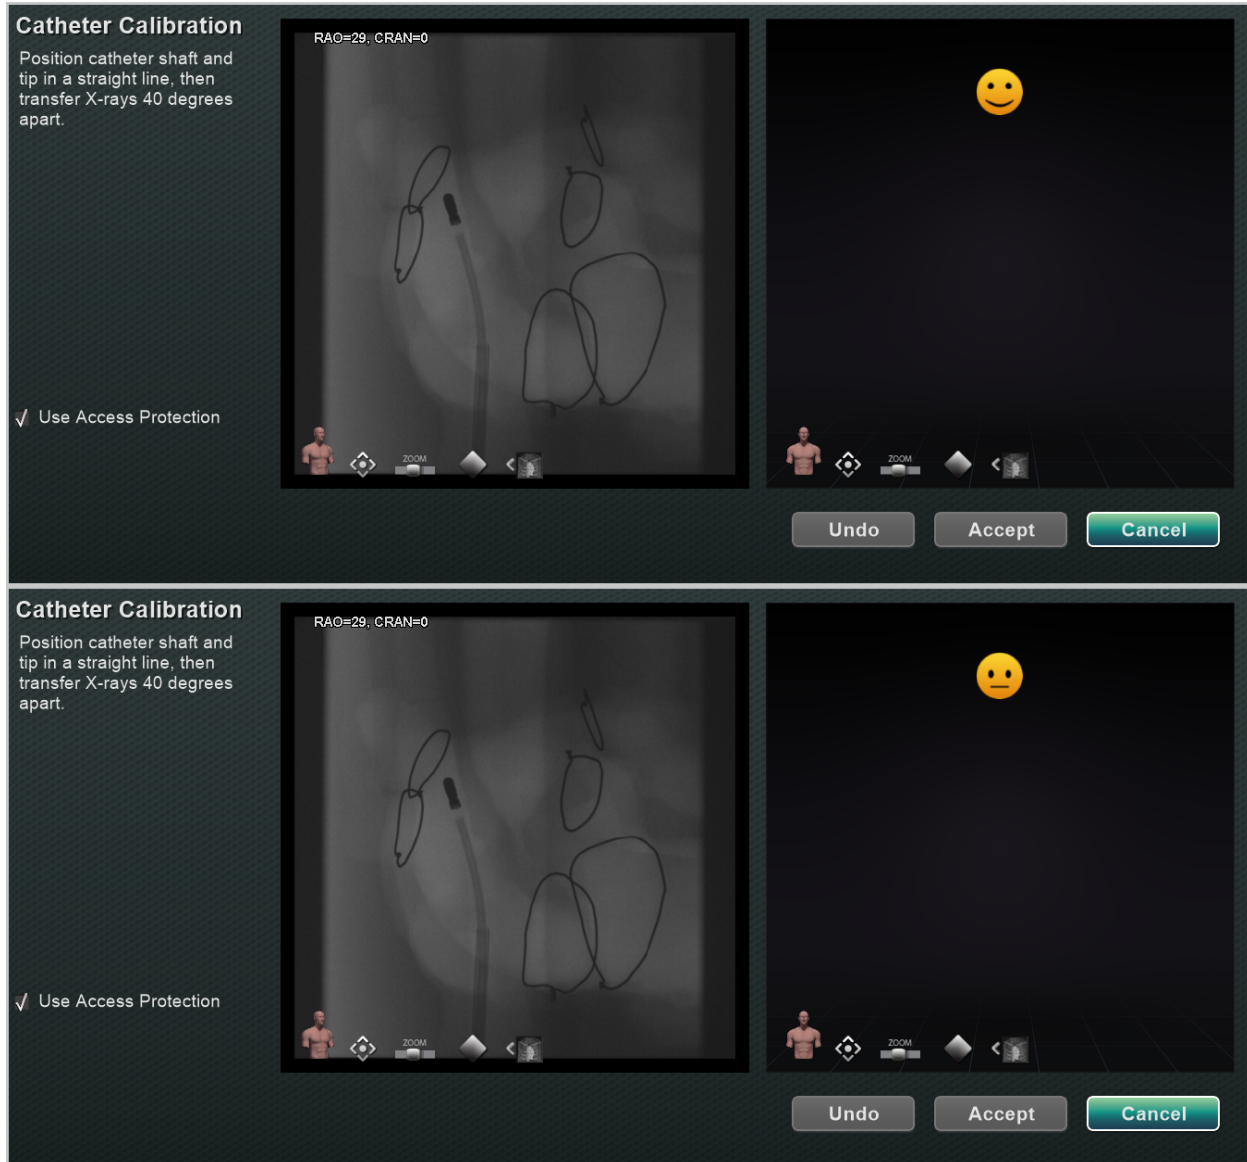 Catheter Calibration
Position catheter shaft and
tip in a straight line, then
transfer X-rays 40 degrees
apart.
RAO=29, CRAN=0
Use Access Protection
ZOOM
ZOOM
Undo
Accept
Cancel
Catheter Calibration
Position catheter shaft and
tip in a straight line, then
transfer X-rays 40 degrees
apart.
RAO=29, CRAN=0
Use Access Protection
ZOOM
ZOOM
Undo
Accept
Cancel